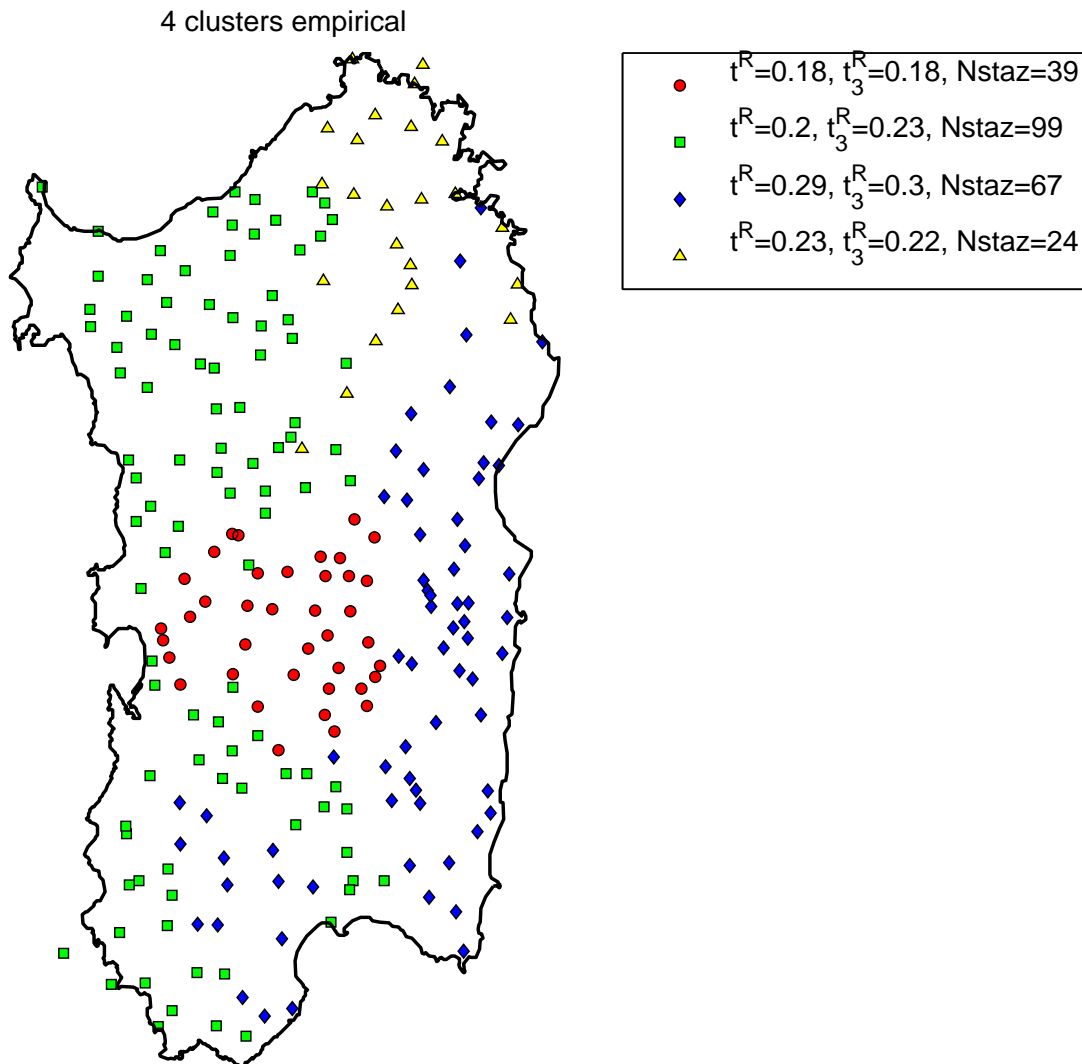 4 clusters empirical
t^R=0.18, t_3^R=0.18, Nstaz=39
t^R=0.2, t_3^R=0.23, Nstaz=99
t^R=0.29, t_3^R=0.3, Nstaz=67
t^R=0.23, t_3^R=0.22, Nstaz=24